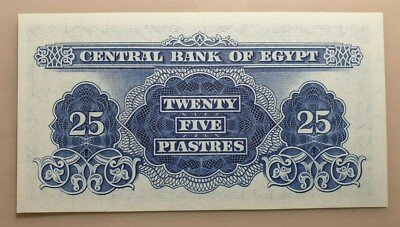 CENTRAL BANK OF EGYPT
25 TWENTY FIVE PIASTRES 25